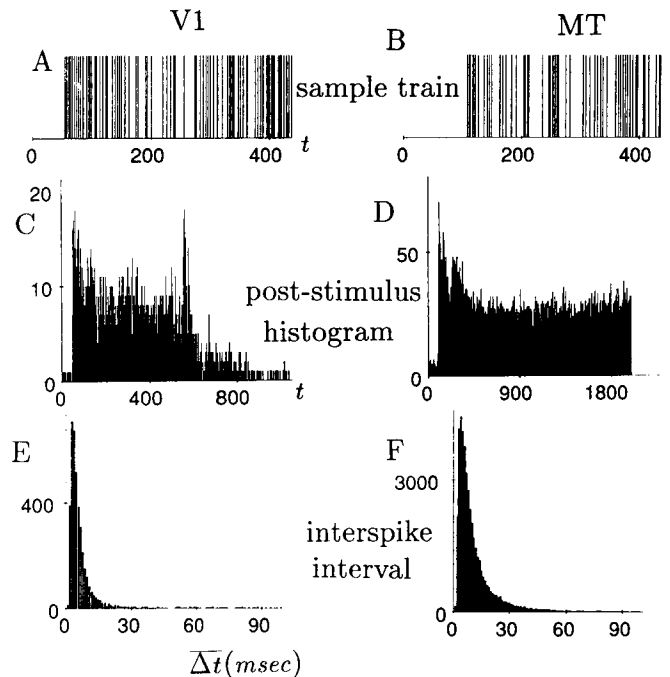 V1
MT
A
B
sample train
0
200
400
t
0
200
400
20
C
D
10
50
post-stimulus
histogram
0
0
0
400
800
t
0
900
1800
E
F
400
3000
interspike
interval
0
0
0
30
60
90
0
30
60
90
Δt(msec)